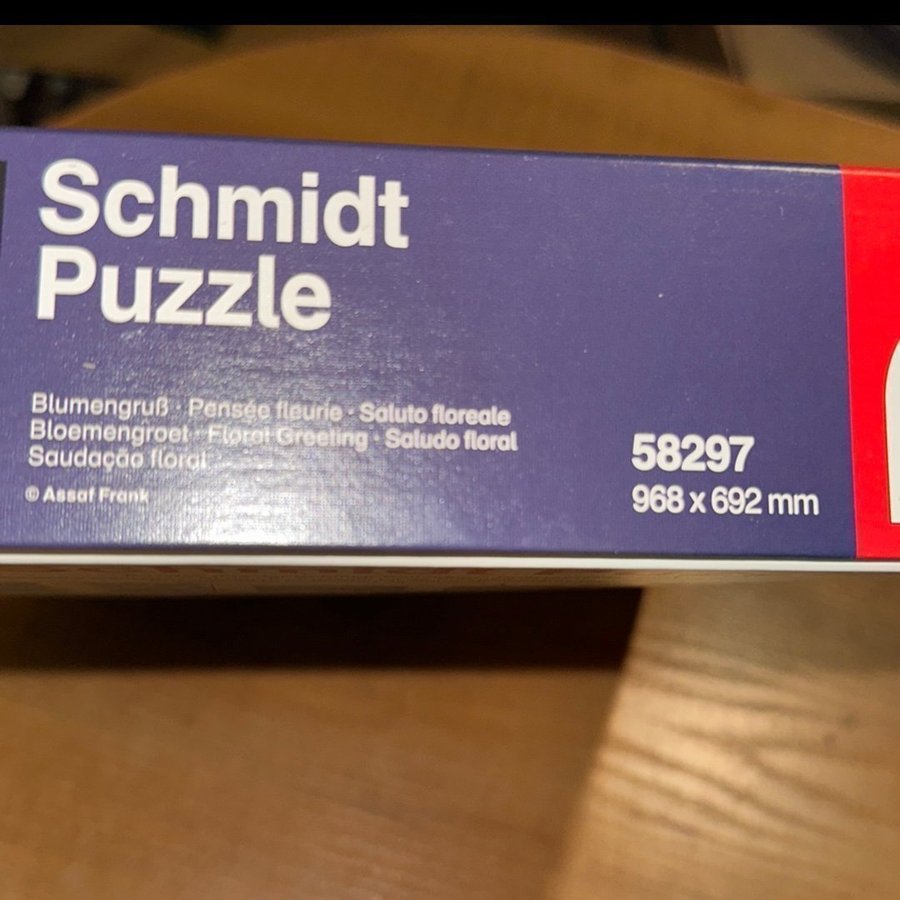 Schmidt
Puzzle
Blumengruß · Pensée fleurie · Saluto floreale
Bloemengroet · Floral Greeting · Saludo floral
Saudação floral
© Assaf Frank
58297
968 x 692 mm